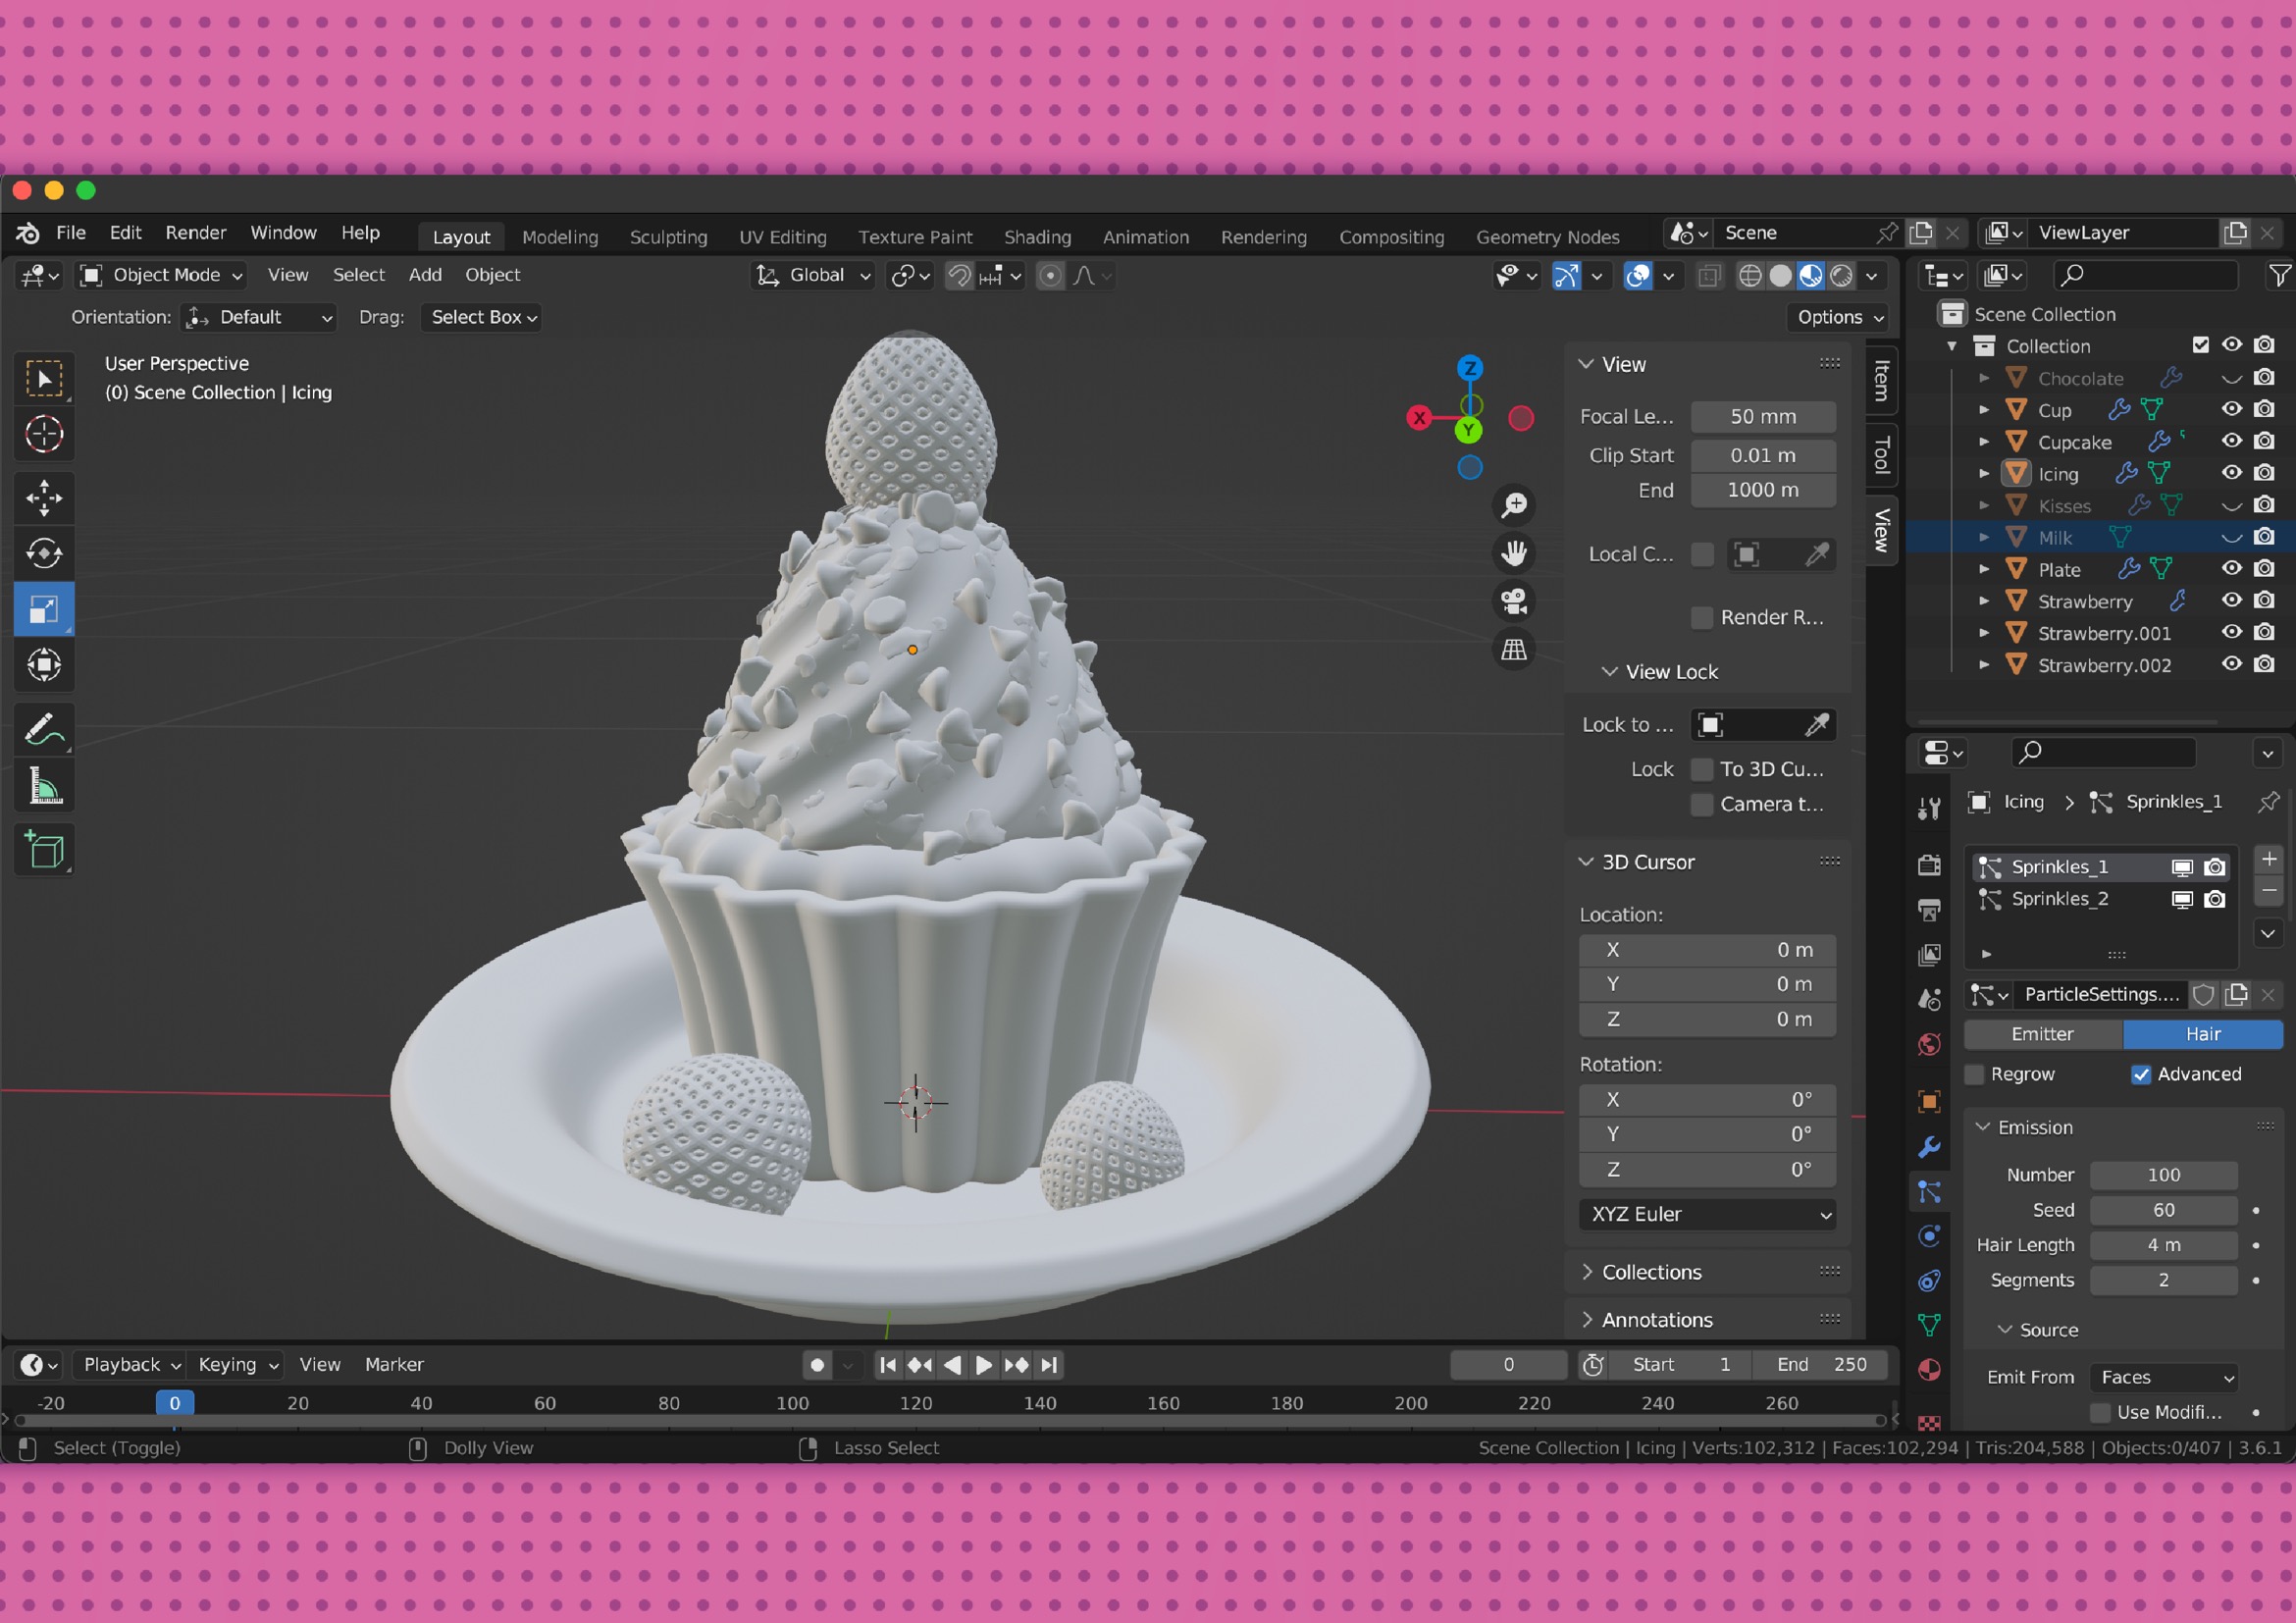 File Edit Render Window Help Layout Modeling Sculpting UV Editing Texture Paint Shading Animation Rendering Compositing Geometry Nodes Scene ViewLayer
Object Mode View Select Add Object Global
Orientation: Default Drag: Select Box Options
User Perspective
(0) Scene Collection | Icing
Z
X
Y
View
Focal Le... 50 mm
Clip Start 0.01 m
End 1000 m
Local C...
Render R...
View Lock
Lock to ...
Lock To 3D Cu...
Camera t...
3D Cursor
Location:
X 0 m
Y 0 m
Z 0 m
Rotation:
X 0°
Y 0°
Z 0°
XYZ Euler
Collections
Annotations
Item
Tool
View
Scene Collection
Collection
Chocolate
Cup
Cupcake
Icing
Kisses
Milk
Plate
Strawberry
Strawberry.001
Strawberry.002
Icing > Sprinkles_1
Sprinkles_1
Sprinkles_2
ParticleSettings....
Emitter Hair
Regrow Advanced
Emission
Number 100
Seed 60
Hair Length 4 m
Segments 2
Source
Emit From Faces
Use Modifi...
Playback Keying View Marker 0 Start 1 End 250
-20 0 20 40 60 80 100 120 140 160 180 200 220 240 260
Select (Toggle) Dolly View Lasso Select Scene Collection | Icing | Verts:102,312 | Faces:102,294 | Tris:204,588 | Objects:0/407 | 3.6.1